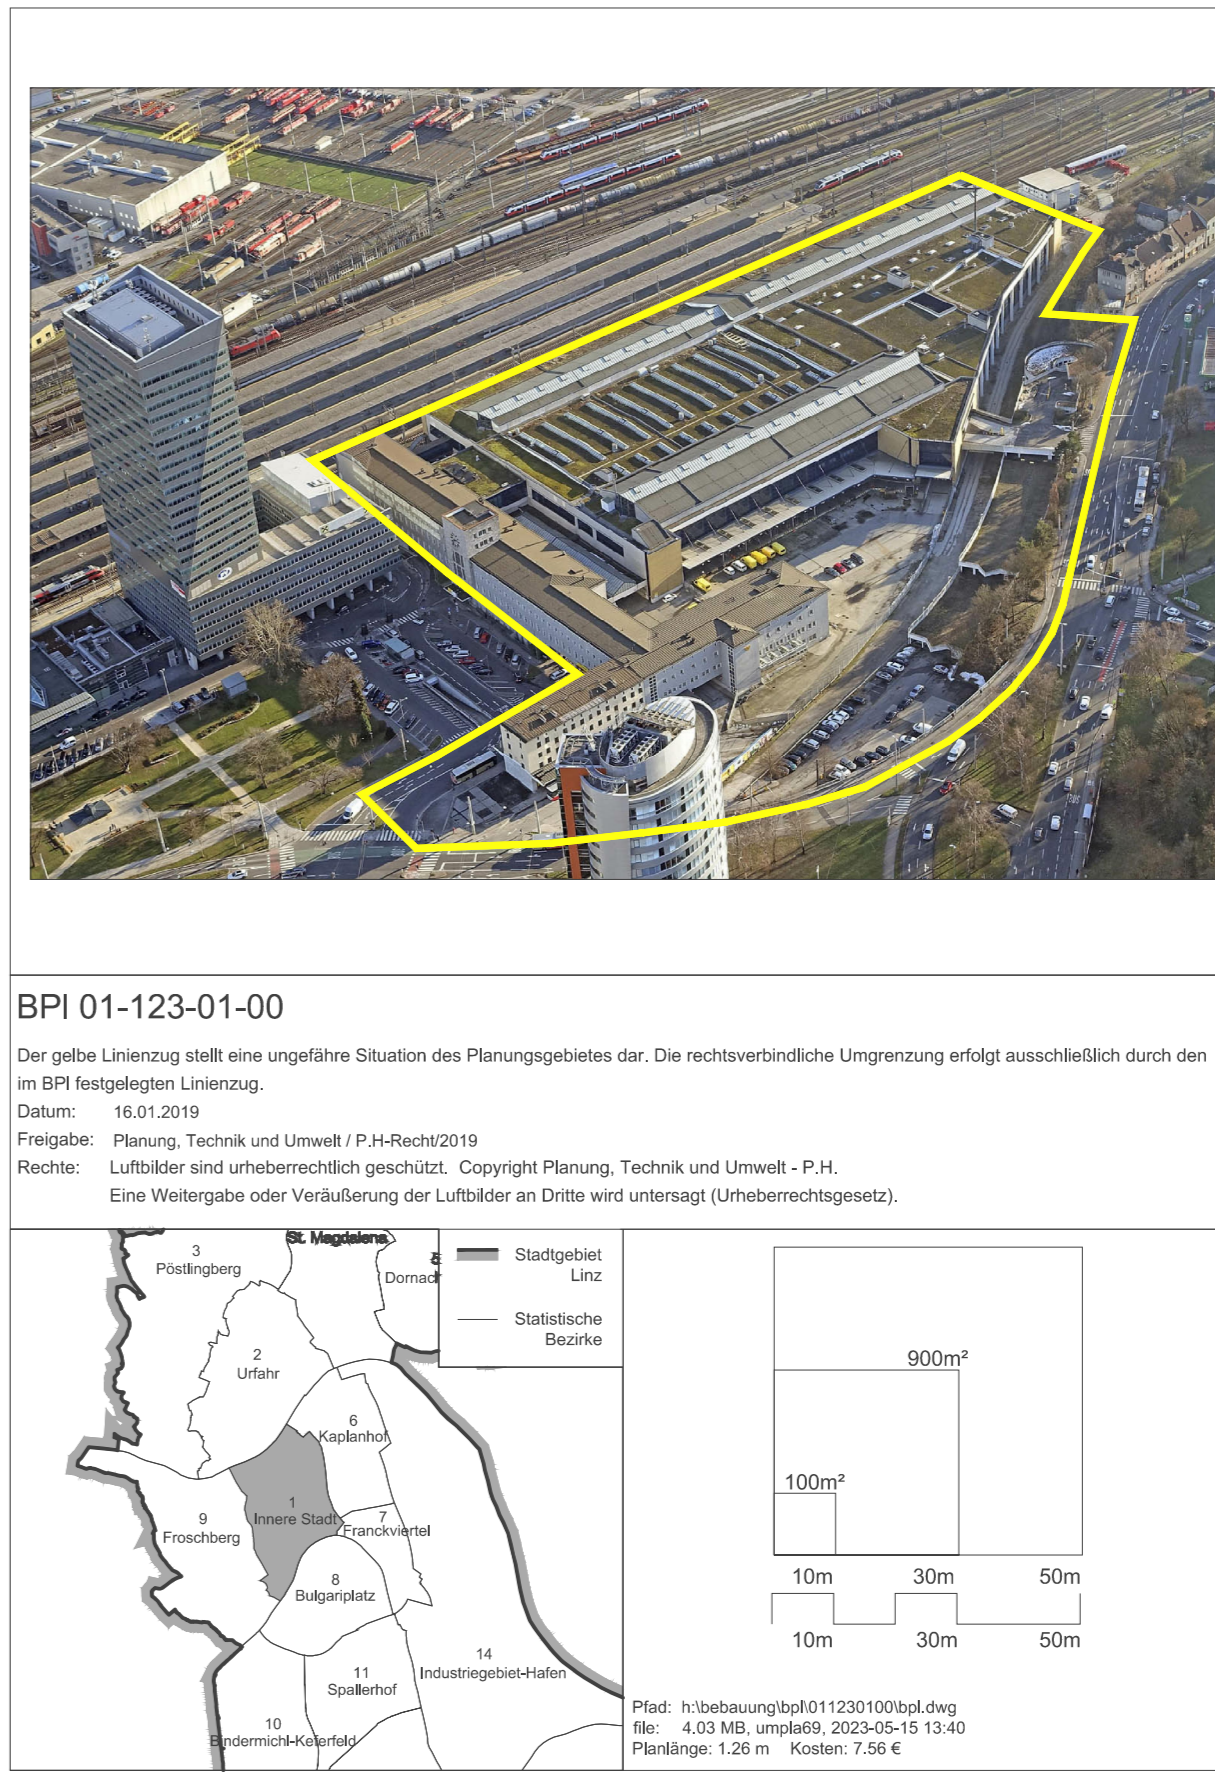 BPl 01-123-01-00
Der gelbe Linienzug stellt eine ungefähre Situation des Planungsgebietes dar. Die rechtsverbindliche Umgrenzung erfolgt ausschließlich durch den
im BPl festgelegten Linienzug.
Datum: 16.01.2019
Freigabe: Planung, Technik und Umwelt / P.H-Recht/2019
Rechte: Luftbilder sind urheberrechtlich geschützt. Copyright Planung, Technik und Umwelt - P.H.
Eine Weitergabe oder Veräußerung der Luftbilder an Dritte wird untersagt (Urheberrechtsgesetz).
St. Magdalena
3
Pöstlingberg
Dornach
2
Urfahr
6
Kaplanhof
1
Innere Stadt
7
Franckviertel
9
Froschberg
8
Bulgariplatz
14
Industriegebiet-Hafen
11
Spallerhof
10
Bindermichl-Keferfeld
Stadtgebiet
Linz
Statistische
Bezirke
900m²
100m²
10m 30m 50m
10m 30m 50m
Pfad: h:\bebauung\bpl\011230100\bpl.dwg
file: 4.03 MB, umpla69, 2023-05-15 13:40
Planlänge: 1.26 m Kosten: 7.56 €